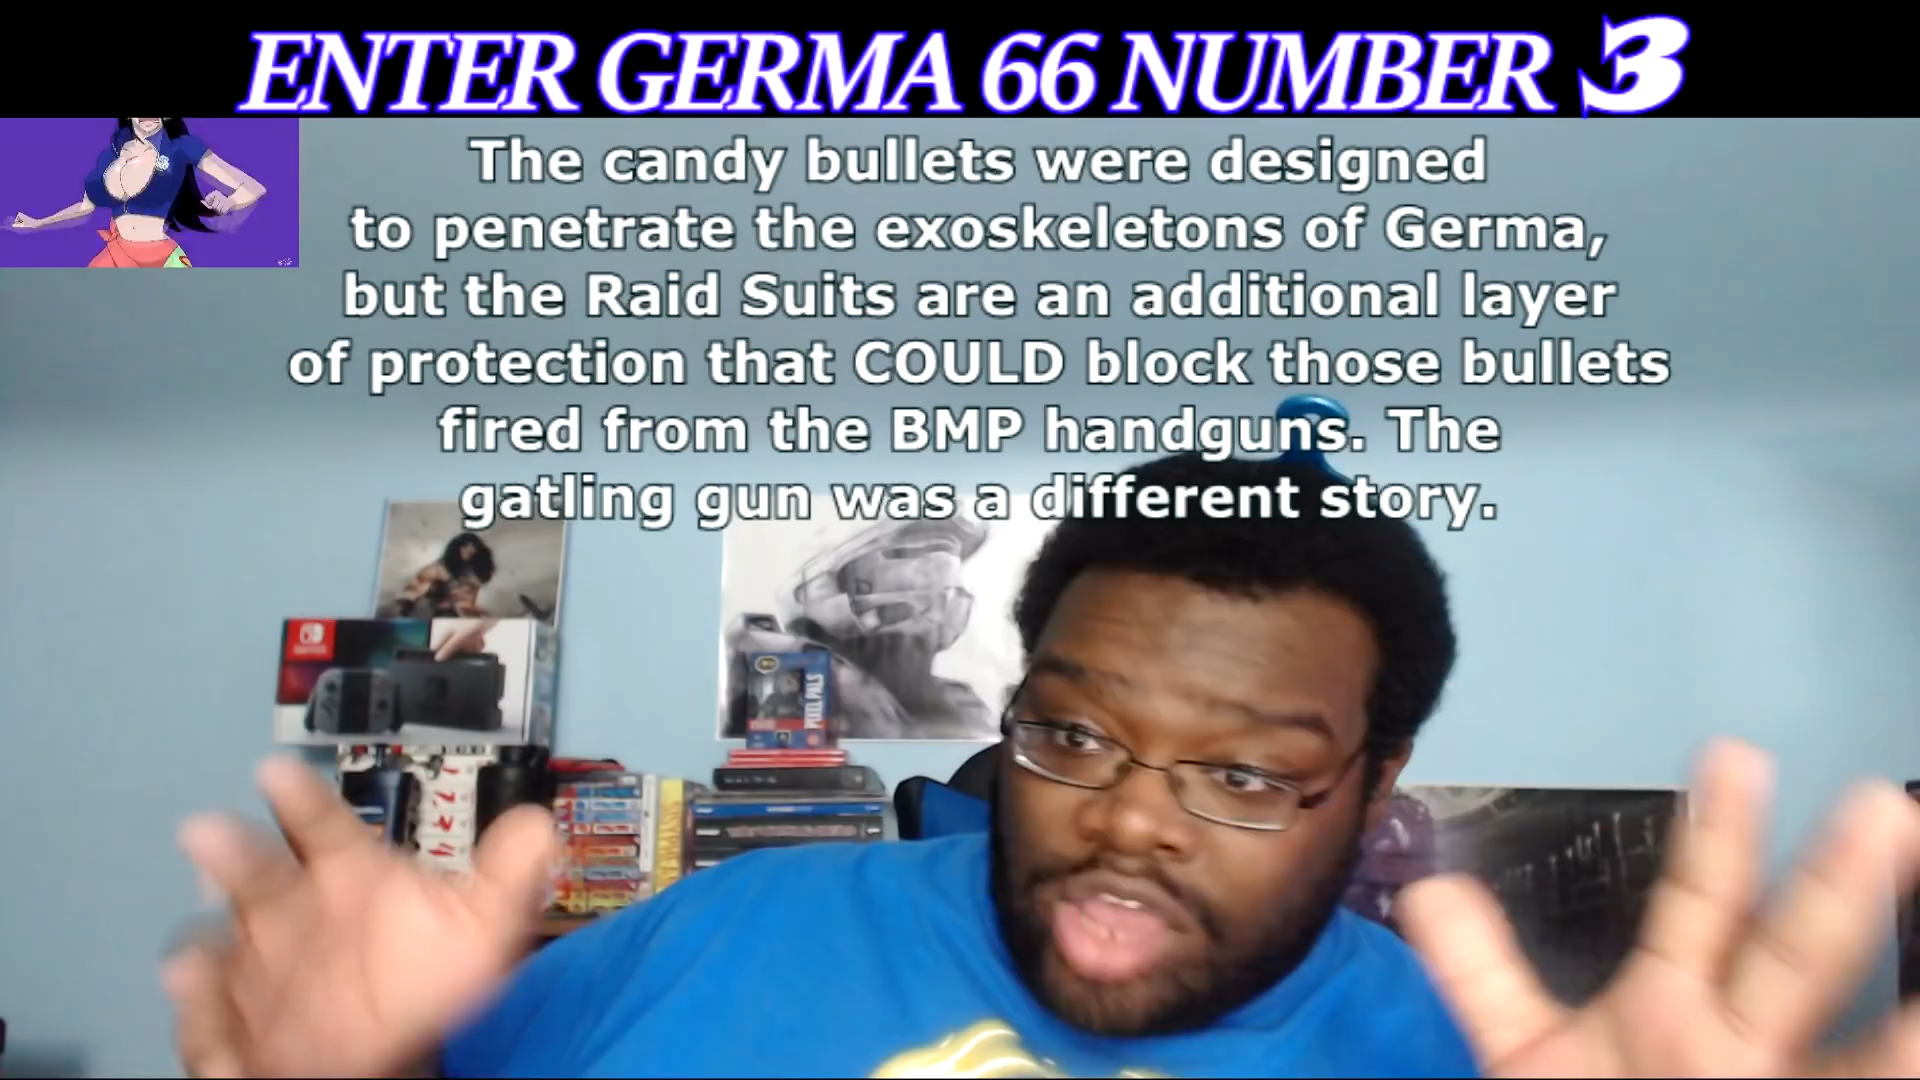 ENTER GERMA 66 NUMBER 3
The candy bullets were designed
to penetrate the exoskeletons of Germa,
but the Raid Suits are an additional layer
of protection that COULD block those bullets
fired from the BMP handguns. The
gatling gun was a different story.
PIXEL PALS